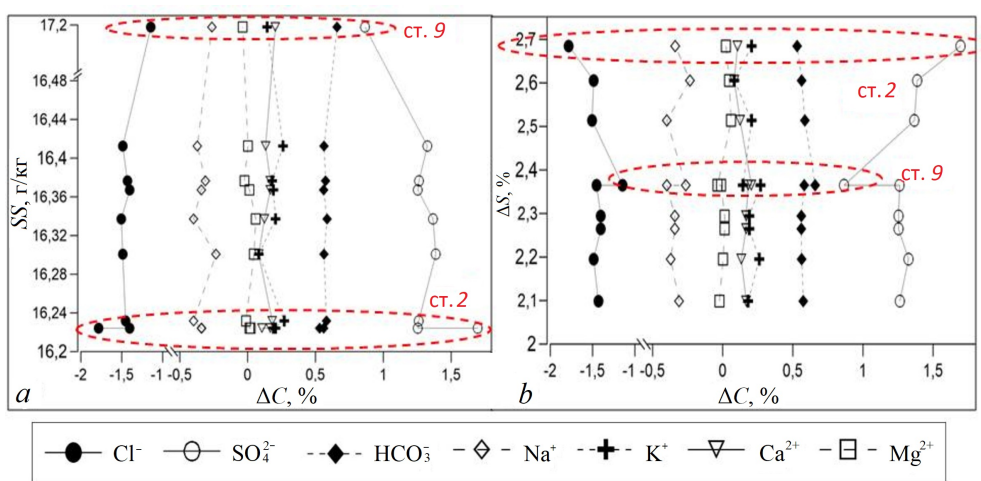 17,2
16,48
16,44
16,4
16,36
16,32
16,28
16,24
16,2
SS, г/кг
ст. 9
ст. 2
-2 -1,5 -1 -0,5 0 0,5 1 1,5
a
ΔC, %
2,7
2,6
2,5
2,4
2,3
2,2
2,1
2
ΔS, %
ст. 2
ст. 9
-2 -1,5 -1 -0,5 0 0,5 1 1,5
b
ΔC, %
Cl⁻ SO₄²⁻ HCO₃⁻ Na⁺ K⁺ Ca²⁺ Mg²⁺